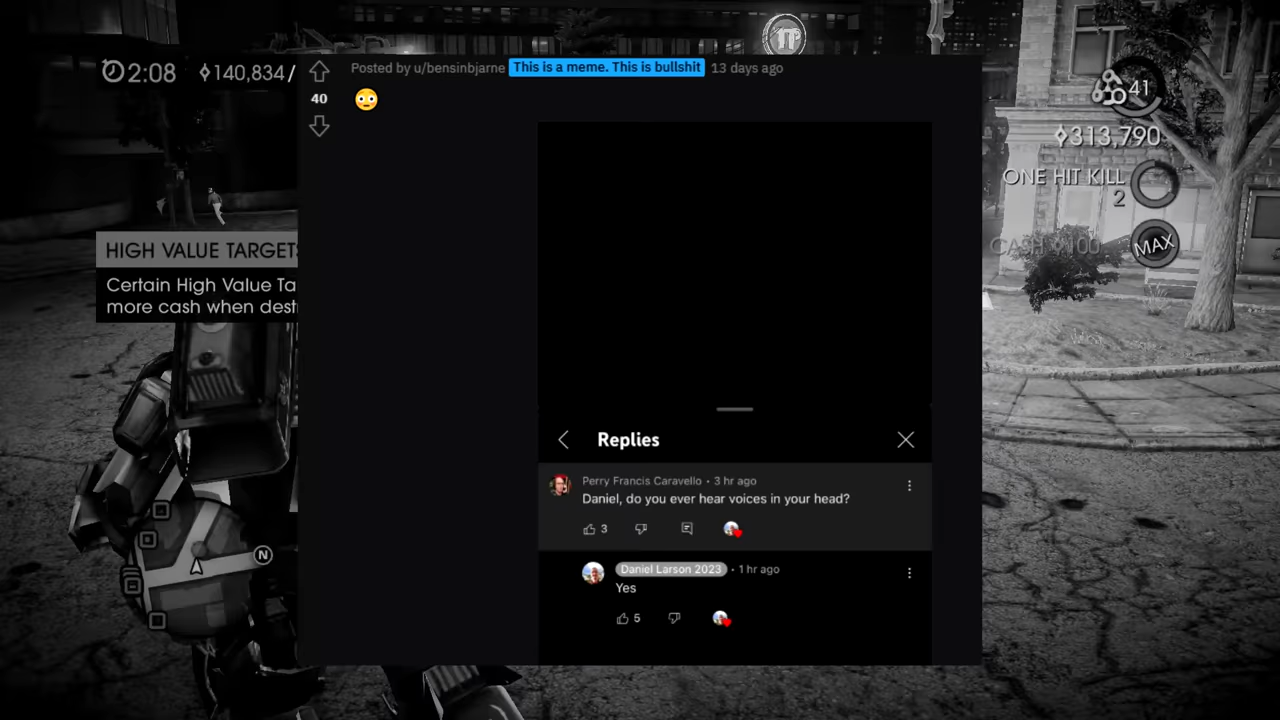 2:08
140,834/
Posted by u/bensinbjarne This is a meme. This is bullshit 13 days ago
40
😳
41
313,790
ONE HIT KILL
2
CASH 100
MAX
HIGH VALUE TARGETS
Certain High Value Ta
more cash when dest
Replies
Perry Francis Caravello • 3 hr ago
Daniel, do you ever hear voices in your head?
3
Daniel Larson 2023 • 1 hr ago
Yes
5
N